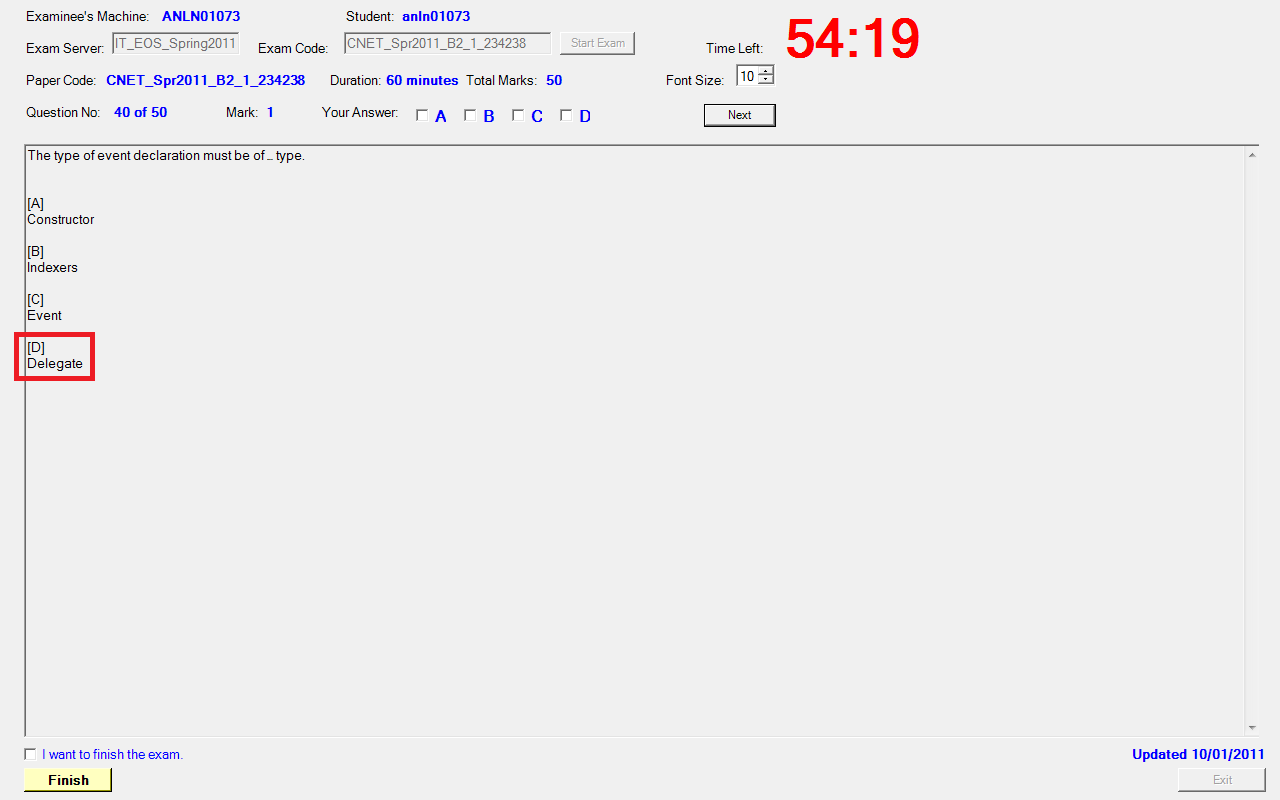 Examinee's Machine: ANLN01073 Student: anln01073
54:19
Exam Server: IT_EOS_Spring2011 Exam Code: CNET_Spr2011_B2_1_234238 Start Exam Time Left:
Paper Code: CNET_Spr2011_B2_1_234238 Duration: 60 minutes Total Marks: 50 Font Size: 10
Question No: 40 of 50 Mark: 1 Your Answer: A B C D Next
The type of event declaration must be of _ type.
[A]
Constructor
[B]
Indexers
[C]
Event
[D]
Delegate
I want to finish the exam. Updated 10/01/2011
Finish Exit